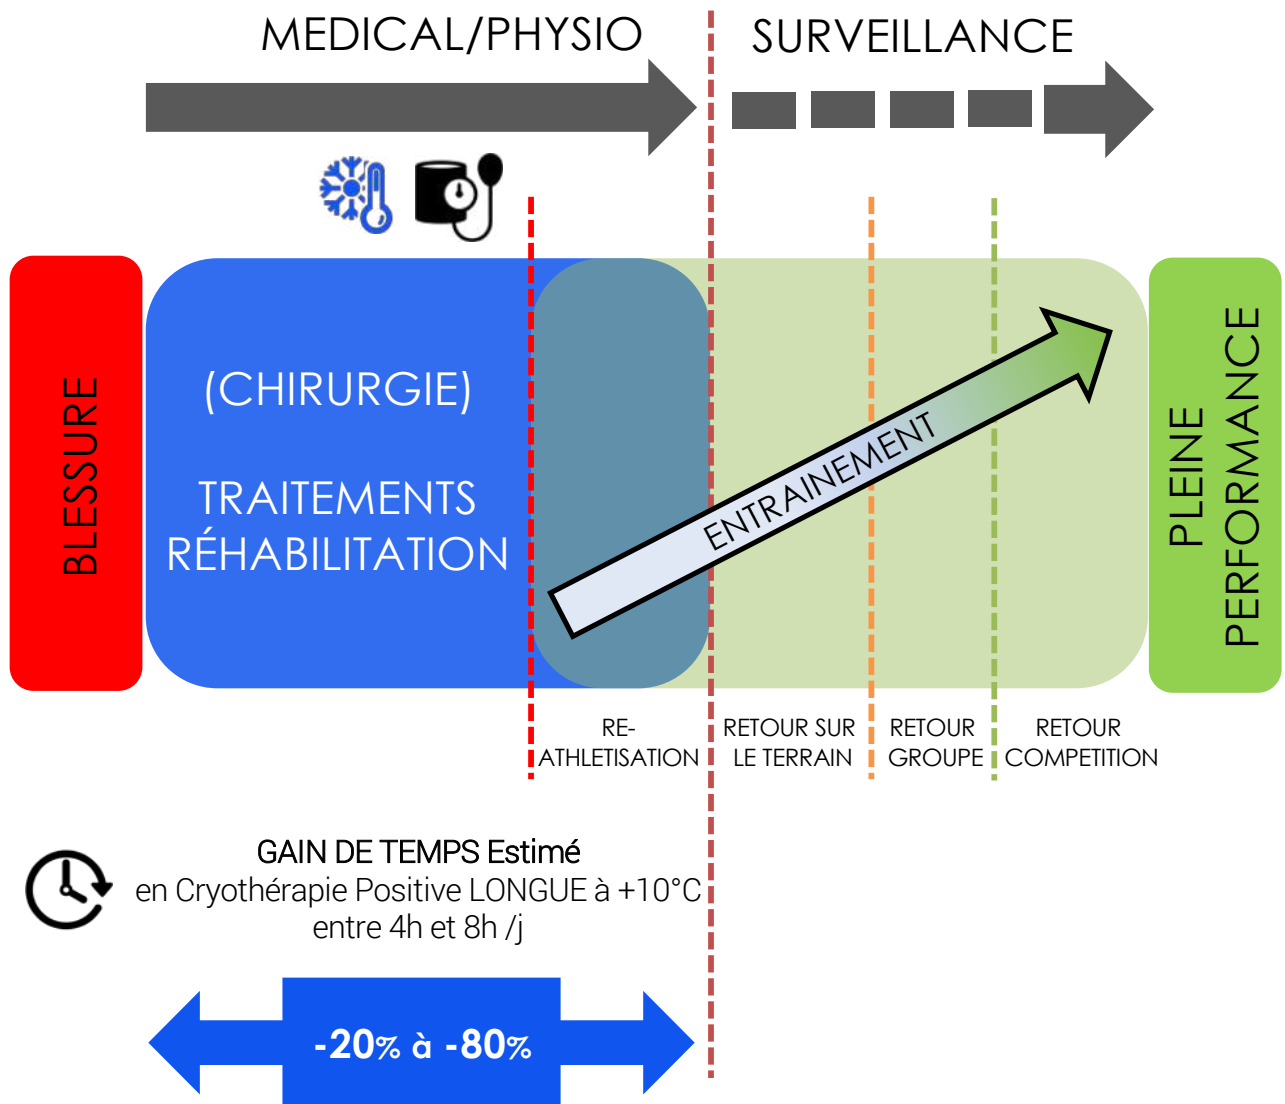 MEDICAL/PHYSIO
SURVEILLANCE
BLESSURE
(CHIRURGIE)
TRAITEMENTS
RÉHABILITATION
ENTRAINEMENT
PLEINE
PERFORMANCE
RE-
ATHLETISATION
RETOUR SUR
LE TERRAIN
RETOUR
GROUPE
RETOUR
COMPETITION
GAIN DE TEMPS Estimé
en Cryothérapie Positive LONGUE à +10°C
entre 4h et 8h /j
-20% à -80%